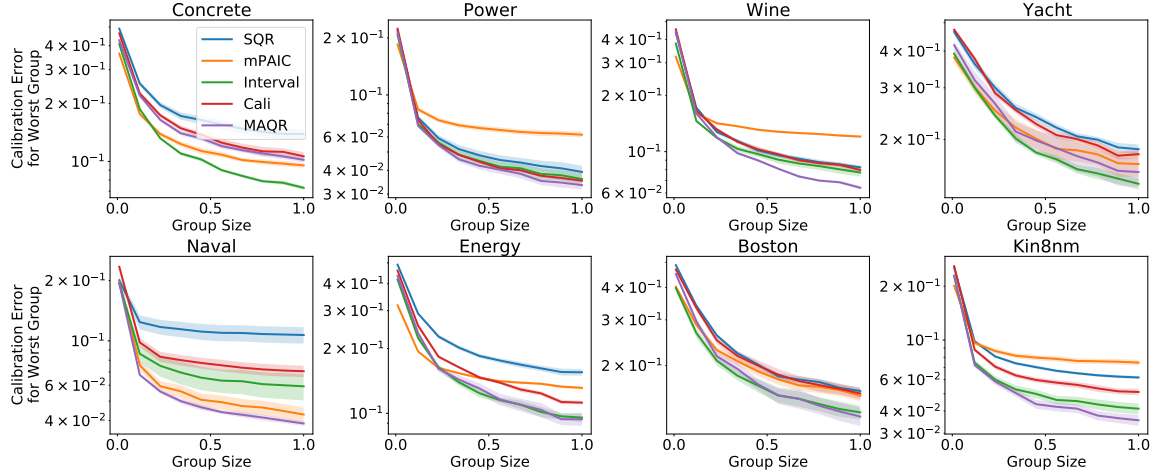 Concrete
Power
Wine
Yacht
Calibration Error
for Worst Group
4 × 10⁻¹
3 × 10⁻¹
2 × 10⁻¹
10⁻¹
SQR
mPAIC
Interval
Cali
MAQR
2 × 10⁻¹
10⁻¹
6 × 10⁻²
4 × 10⁻²
3 × 10⁻²
4 × 10⁻¹
3 × 10⁻¹
2 × 10⁻¹
10⁻¹
6 × 10⁻²
4 × 10⁻¹
3 × 10⁻¹
2 × 10⁻¹
0.0 0.5 1.0
0.0 0.5 1.0
0.0 0.5 1.0
0.0 0.5 1.0
Group Size
Group Size
Group Size
Group Size
Naval
Energy
Boston
Kin8nm
Calibration Error
for Worst Group
2 × 10⁻¹
10⁻¹
6 × 10⁻²
4 × 10⁻²
4 × 10⁻¹
3 × 10⁻¹
2 × 10⁻¹
10⁻¹
4 × 10⁻¹
3 × 10⁻¹
2 × 10⁻¹
2 × 10⁻¹
10⁻¹
6 × 10⁻²
4 × 10⁻²
3 × 10⁻²
0.0 0.5 1.0
0.0 0.5 1.0
0.0 0.5 1.0
0.0 0.5 1.0
Group Size
Group Size
Group Size
Group Size